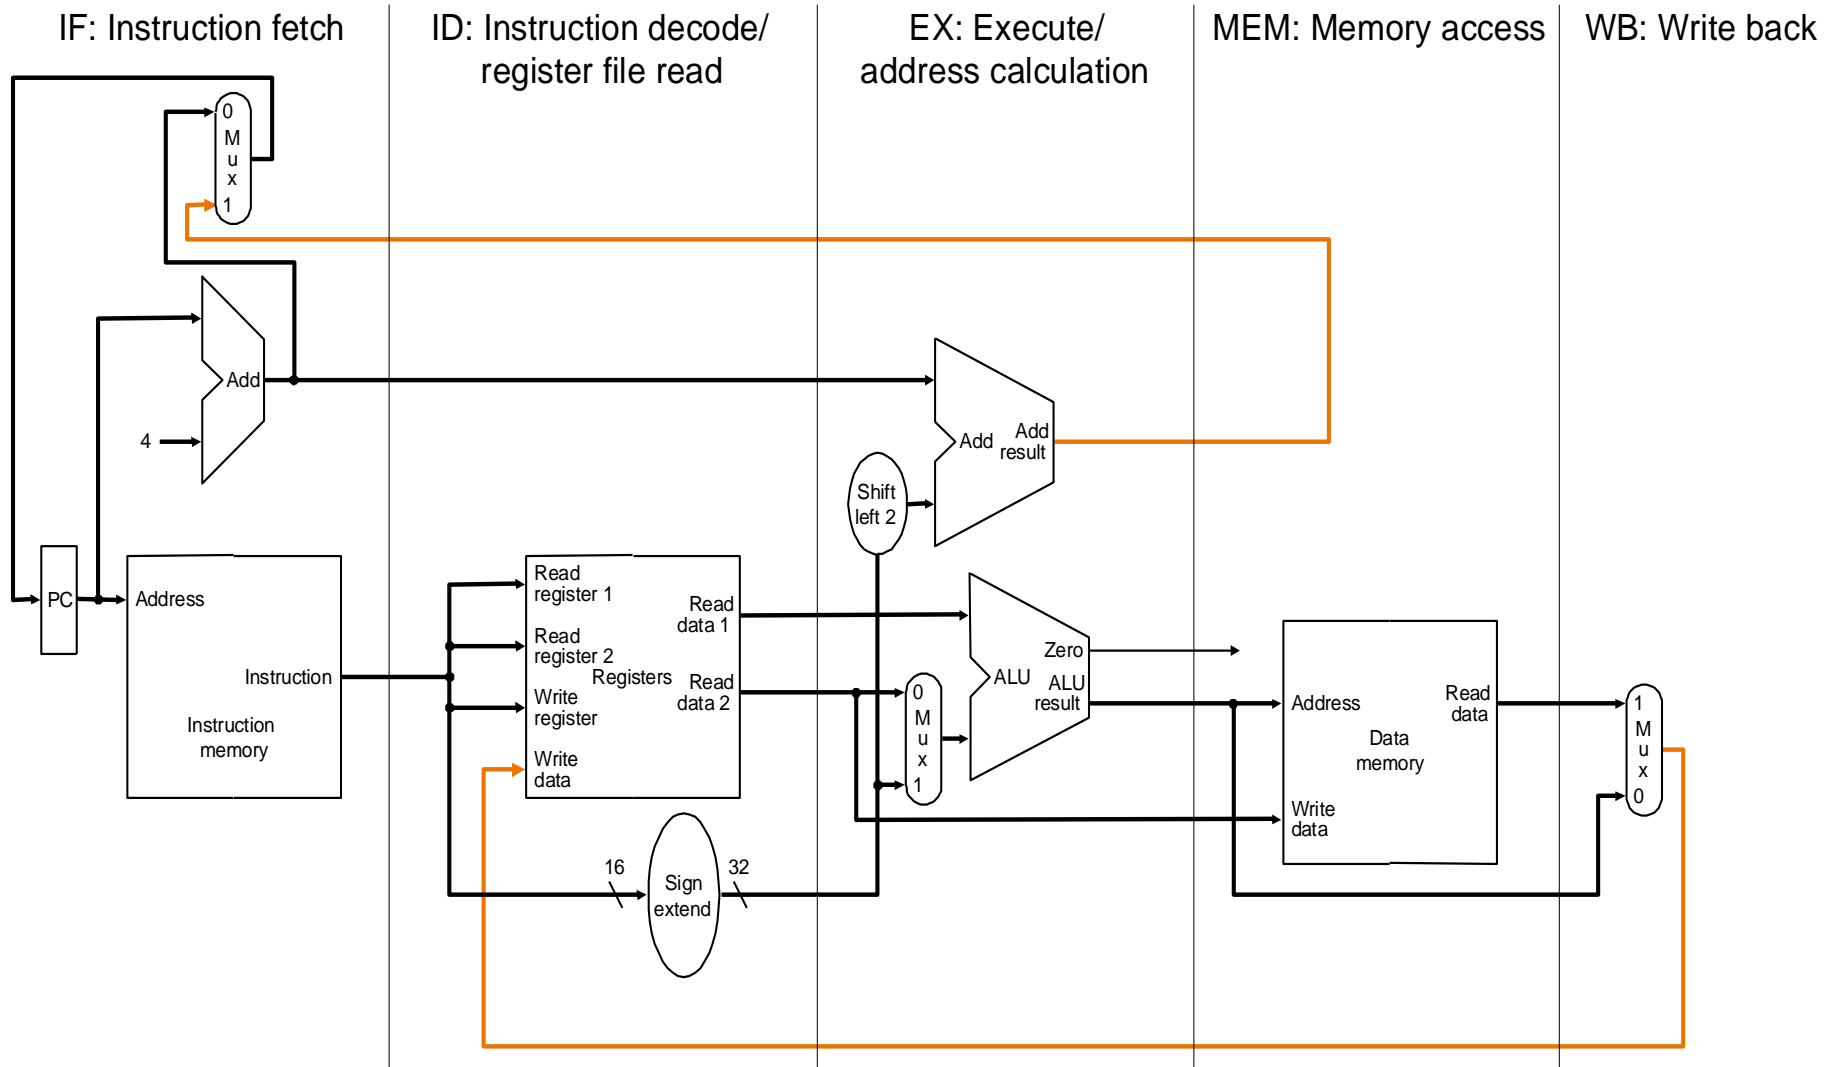 IF: Instruction fetch
ID: Instruction decode/
register file read
EX: Execute/
address calculation
MEM: Memory access
WB: Write back
0
M
u
x
1
Add
4
PC
Address
Instruction
Instruction
memory
Read
register 1
Read
register 2
Write
register
Write
data
Registers
Read
data 1
Read
data 2
16
Sign
extend
32
Shift
left 2
Add
Add
result
0
M
u
x
1
ALU
Zero
ALU
result
Address
Write
data
Data
memory
Read
data
1
M
u
x
0